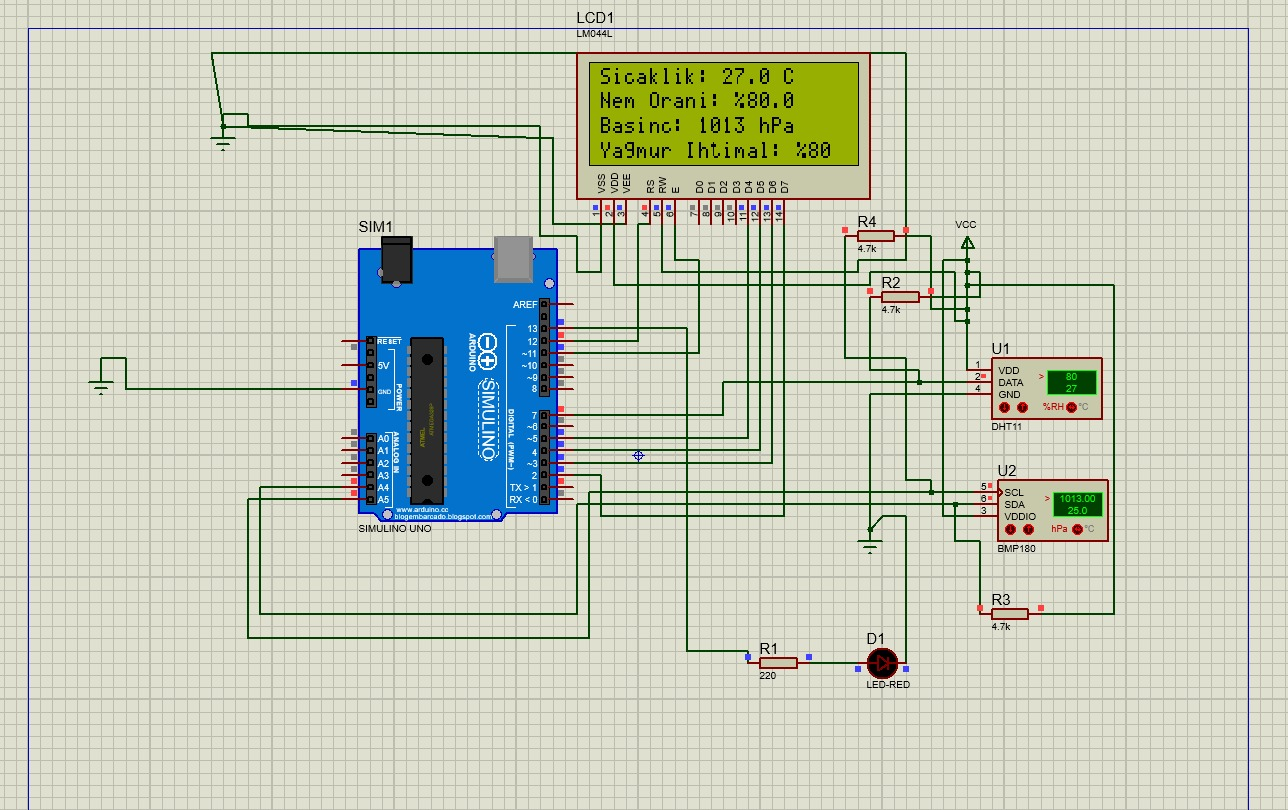 LCD1
LM044L
Sicaklik: 27.0 C
Nem Orani: %80.0
Basinc: 1013 hPa
Yagmur Ihtimal: %80
VSS
VDD
VEE
RS
RW
E
D0
D1
D2
D3
D4
D5
D6
D7
1
2
3
4
5
6
7
8
9
10
11
12
13
14
SIM1
AREF
13
12
~11
~10
~9
8
7
~6
~5
4
~3
2
TX > 1
RX < 0
RESET
5V
GND
POWER
A0
A1
A2
A3
A4
A5
ANALOG IN
ATMEL
ARDUINO
SIMULINO
DIGITAL (PWM~)
www.arduino.cc
blogembarcado.blogspot.com
SIMULINO UNO
R4
4.7k
VCC
R2
4.7k
U1
1
2
4
VDD
DATA
GND
>
80
27
%RH
°C
DHT11
U2
5
6
3
SCL
SDA
VDDIO
>
1013.00
25.0
hPa
°C
BMP180
R3
4.7k
R1
220
D1
LED-RED